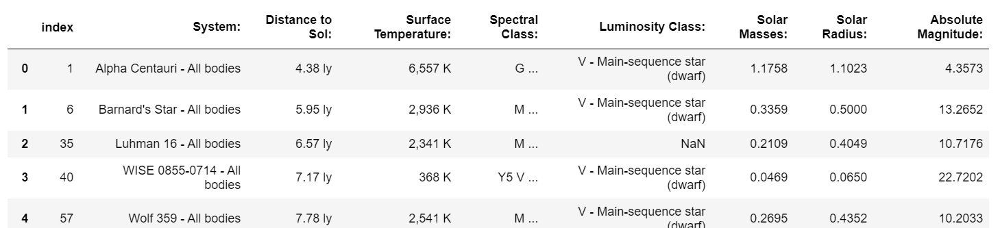 index System: Distance to Sol: Surface Temperature: Spectral Class: Luminosity Class: Solar Masses: Solar Radius: Absolute Magnitude:
0 1 Alpha Centauri - All bodies 4.38 ly 6,557 K G ... V - Main-sequence star (dwarf) 1.1758 1.1023 4.3573
1 6 Barnard's Star - All bodies 5.95 ly 2,936 K M ... V - Main-sequence star (dwarf) 0.3359 0.5000 13.2652
2 35 Luhman 16 - All bodies 6.57 ly 2,341 K M ... NaN 0.2109 0.4049 10.7176
3 40 WISE 0855-0714 - All bodies 7.17 ly 368 K Y5 V ... V - Main-sequence star (dwarf) 0.0469 0.0650 22.7202
4 57 Wolf 359 - All bodies 7.78 ly 2,541 K M ... V - Main-sequence star (dwarf) 0.2695 0.4352 10.2033